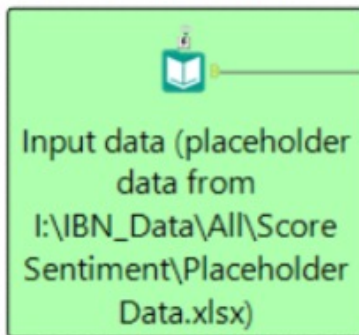 Input data (placeholder
data from
I:\IBN_Data\All\Score
Sentiment\Placeholder
Data.xlsx)